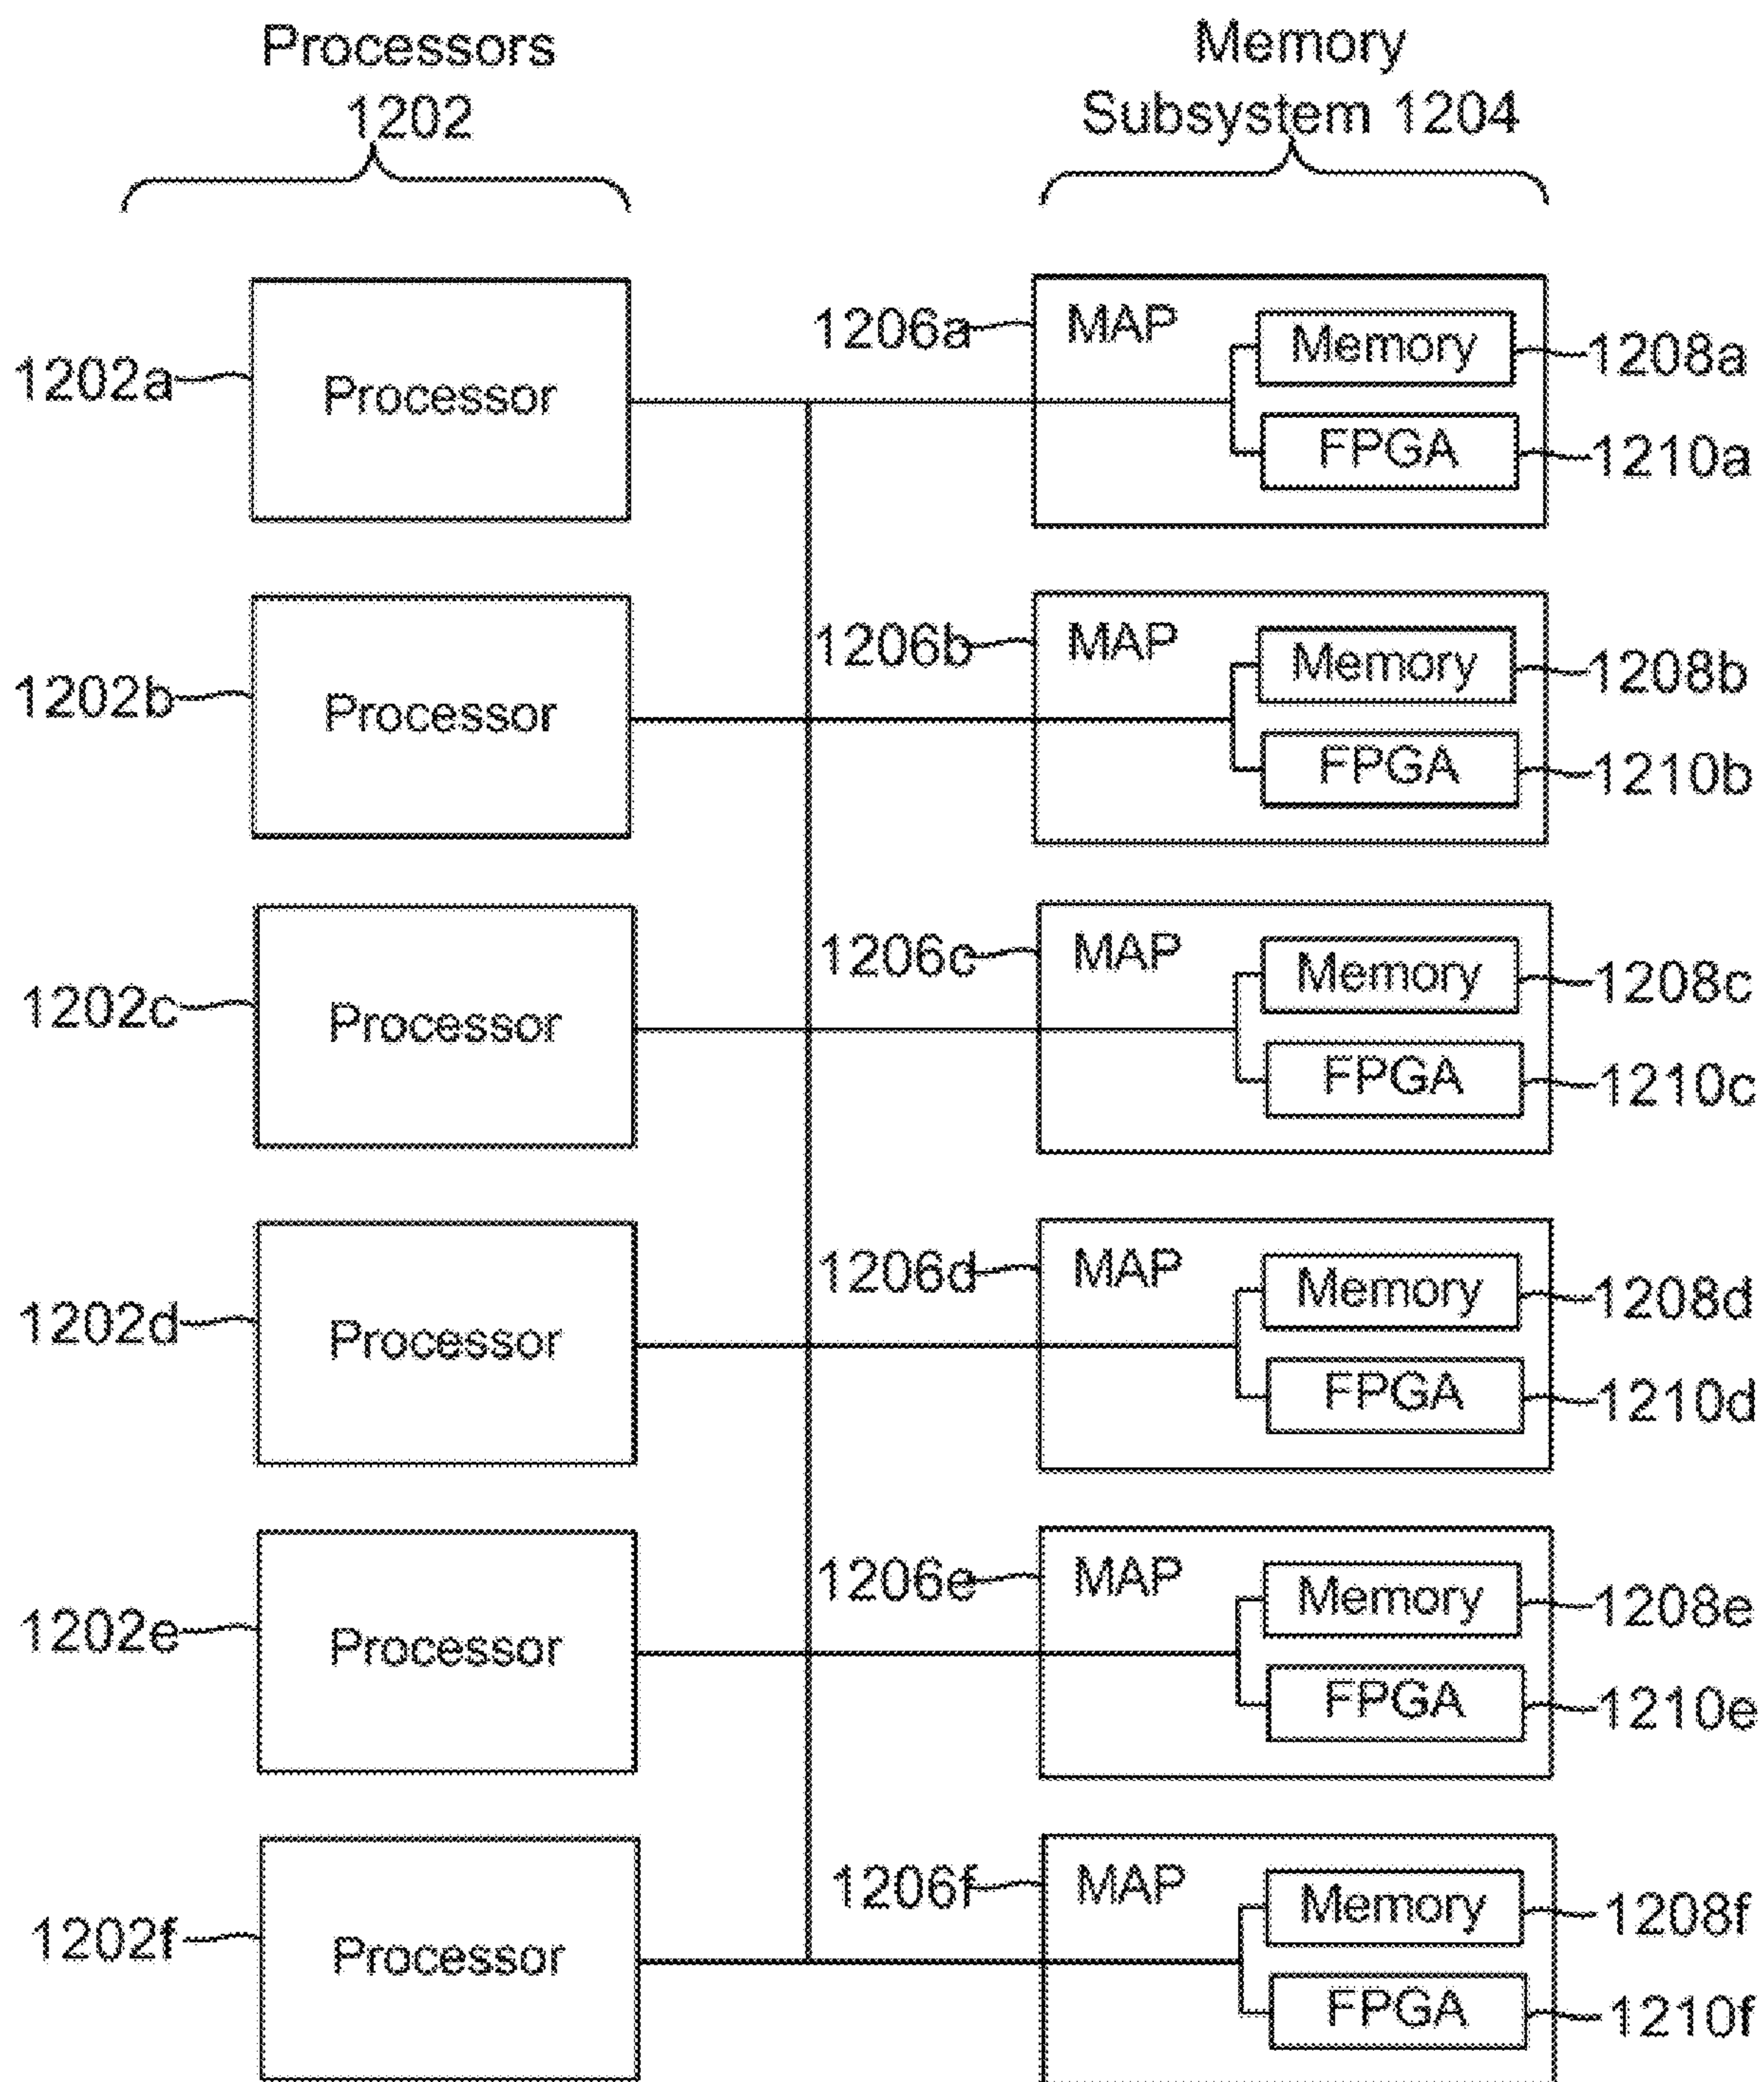 Processors
1202
Memory
Subsystem 1204
1202a
Processor
1206a
MAP
Memory
1208a
FPGA
1210a
1202b
Processor
1206b
MAP
Memory
1208b
FPGA
1210b
1202c
Processor
1206c
MAP
Memory
1208c
FPGA
1210c
1202d
Processor
1206d
MAP
Memory
1208d
FPGA
1210d
1202e
Processor
1206e
MAP
Memory
1208e
FPGA
1210e
1202f
Processor
1206f
MAP
Memory
1208f
FPGA
1210f